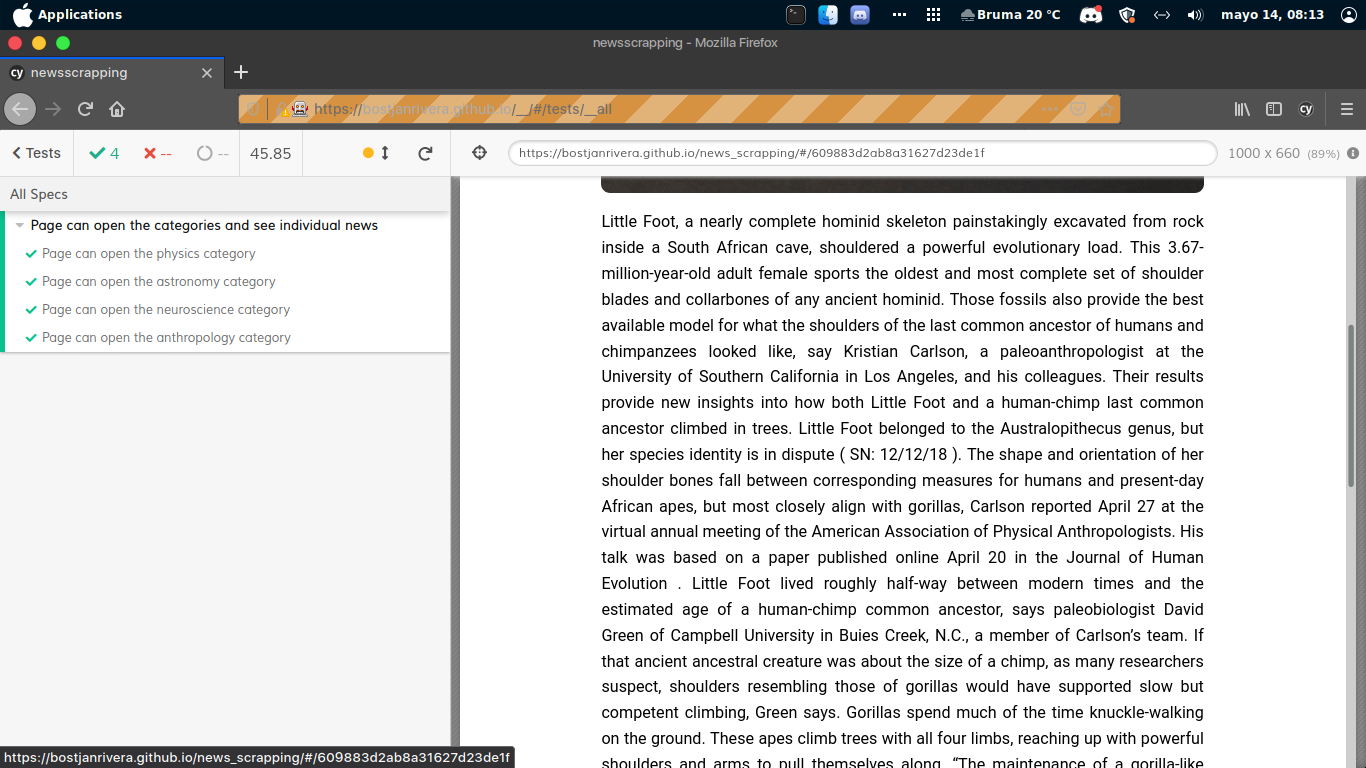 Applications
Bruma 20 °C
mayo 14, 08:13
newsscrapping - Mozilla Firefox
cy newsscrapping
https://bostjanrivera.github.io/__/#/tests/__all
cy
Tests
4
--
--
45.85
https://bostjanrivera.github.io/news_scrapping/#/609883d2ab8a31627d23de1f
1000 x 660 (89%)
All Specs
Page can open the categories and see individual news
Page can open the physics category
Page can open the astronomy category
Page can open the neuroscience category
Page can open the anthropology category
Little Foot, a nearly complete hominid skeleton painstakingly excavated from rock
inside a South African cave, shouldered a powerful evolutionary load. This 3.67-
million-year-old adult female sports the oldest and most complete set of shoulder
blades and collarbones of any ancient hominid. Those fossils also provide the best
available model for what the shoulders of the last common ancestor of humans and
chimpanzees looked like, say Kristian Carlson, a paleoanthropologist at the
University of Southern California in Los Angeles, and his colleagues. Their results
provide new insights into how both Little Foot and a human-chimp last common
ancestor climbed in trees. Little Foot belonged to the Australopithecus genus, but
her species identity is in dispute ( SN: 12/12/18 ). The shape and orientation of her
shoulder bones fall between corresponding measures for humans and present-day
African apes, but most closely align with gorillas, Carlson reported April 27 at the
virtual annual meeting of the American Association of Physical Anthropologists. His
talk was based on a paper published online April 20 in the Journal of Human
Evolution . Little Foot lived roughly half-way between modern times and the
estimated age of a human-chimp common ancestor, says paleobiologist David
Green of Campbell University in Buies Creek, N.C., a member of Carlson’s team. If
that ancient ancestral creature was about the size of a chimp, as many researchers
suspect, shoulders resembling those of gorillas would have supported slow but
competent climbing, Green says. Gorillas spend much of the time knuckle-walking
on the ground. These apes climb trees with all four limbs, reaching up with powerful
shoulders and arms to pull themselves along. “The maintenance of a gorilla-like
https://bostjanrivera.github.io/news_scrapping/#/609883d2ab8a31627d23de1f